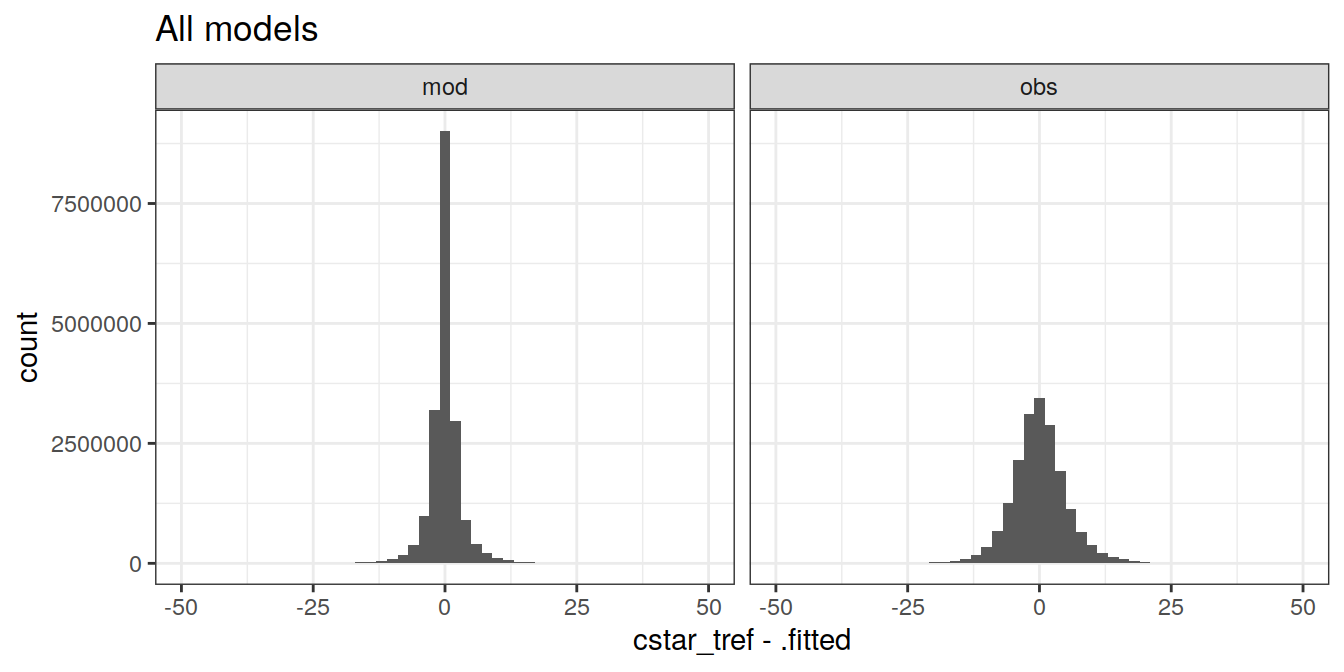 All models
mod
obs
count
7500000
5000000
2500000
0
-50 -25 0 25 50 -50 -25 0 25 50
cstar_tref - .fitted